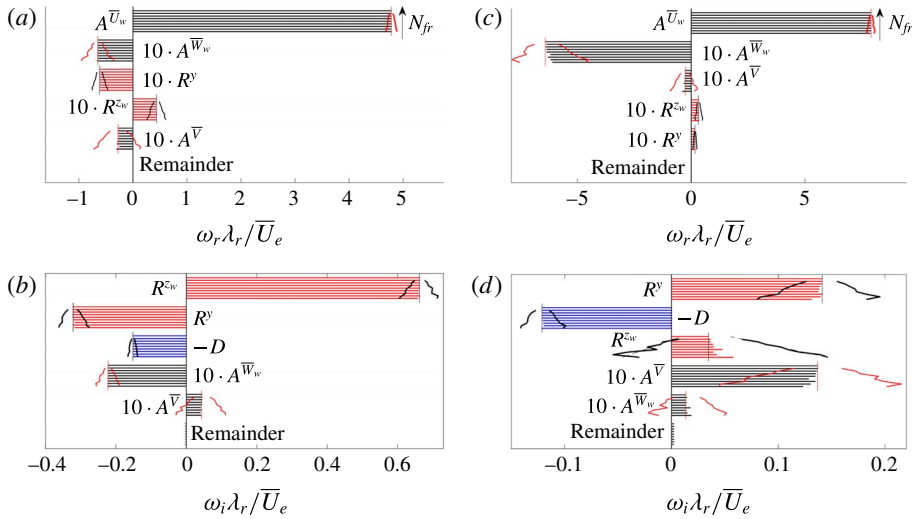 (a)
A^{\overline{U}_w}
N_{fr}
10 · A^{\overline{W}_w}
10 · R^y
10 · R^{z_w}
10 · A^{\overline{V}}
Remainder
−1 0 1 2 3 4 5
ω_r λ_r / \overline{U}_e
(c)
A^{\overline{U}_w}
N_{fr}
10 · A^{\overline{W}_w}
10 · A^{\overline{V}}
10 · R^{z_w}
10 · R^y
Remainder
−5 0 5
ω_r λ_r / \overline{U}_e
(b)
R^{z_w}
R^y
−D
10 · A^{\overline{W}_w}
10 · A^{\overline{V}}
Remainder
−0.4 −0.2 0 0.2 0.4 0.6
ω_i λ_r / \overline{U}_e
(d)
R^y
−D
R^{z_w}
10 · A^{\overline{V}}
10 · A^{\overline{W}_w}
Remainder
−0.1 0 0.1 0.2
ω_i λ_r / \overline{U}_e